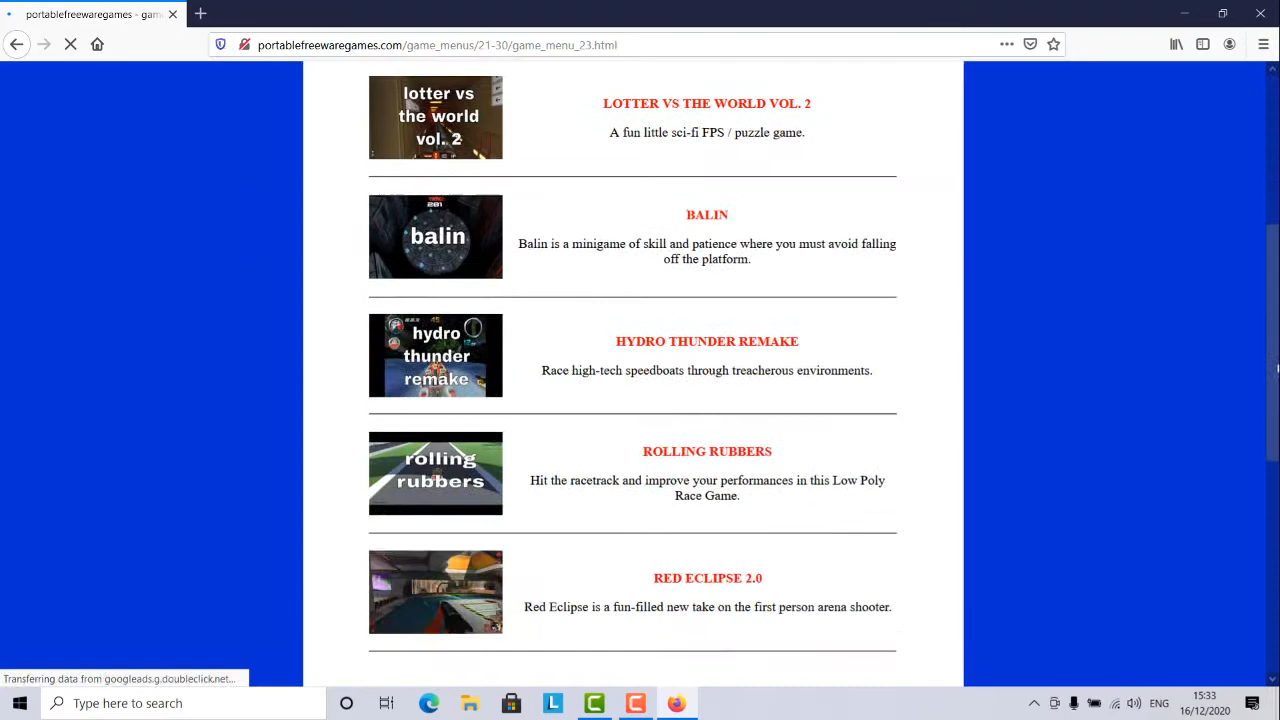 portablefreewaregames - gam
portablefreewaregames.com/game_menus/21-30/game_menu_23.html
lotter vs
the world
vol. 2
LOTTER VS THE WORLD VOL. 2
A fun little sci-fi FPS / puzzle game.
281
balin
BALIN
Balin is a minigame of skill and patience where you must avoid falling
off the platform.
hydro
thunder
remake
HYDRO THUNDER REMAKE
Race high-tech speedboats through treacherous environments.
rolling
rubbers
ROLLING RUBBERS
Hit the racetrack and improve your performances in this Low Poly
Race Game.
RED ECLIPSE 2.0
Red Eclipse is a fun-filled new take on the first person arena shooter.
Transferring data from googleads.g.doubleclick.net...
Type here to search
ENG
15:33
16/12/2020